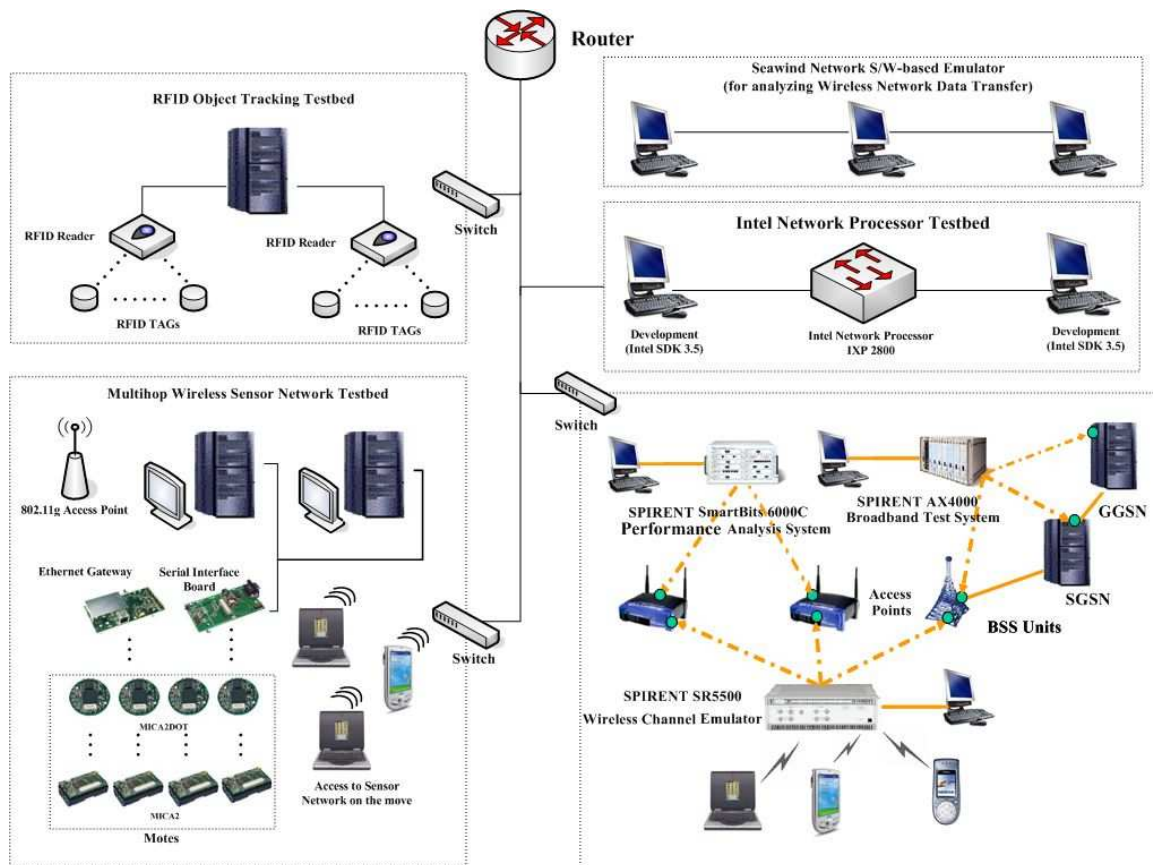 Router
RFID Object Tracking Testbed
RFID Reader
RFID Reader
RFID TAGs
RFID TAGs
Switch
Seawind Network S/W-based Emulator
(for analyzing Wireless Network Data Transfer)
Intel Network Processor Testbed
Development
(Intel SDK 3.5)
Intel Network Processor
IXP 2800
Development
(Intel SDK 3.5)
Switch
Multihop Wireless Sensor Network Testbed
802.11g Access Point
Ethernet Gateway
Serial Interface
Board
MICA2DOT
MICA2
Motes
Access to Sensor
Network on the move
Switch
SPIRENT SmartBits 6000C
Performance Analysis System
SPIRENT AX4000
Broadband Test System
GGSN
SGSN
Access
Points
BSS Units
SPIRENT SR5500
Wireless Channel Emulator